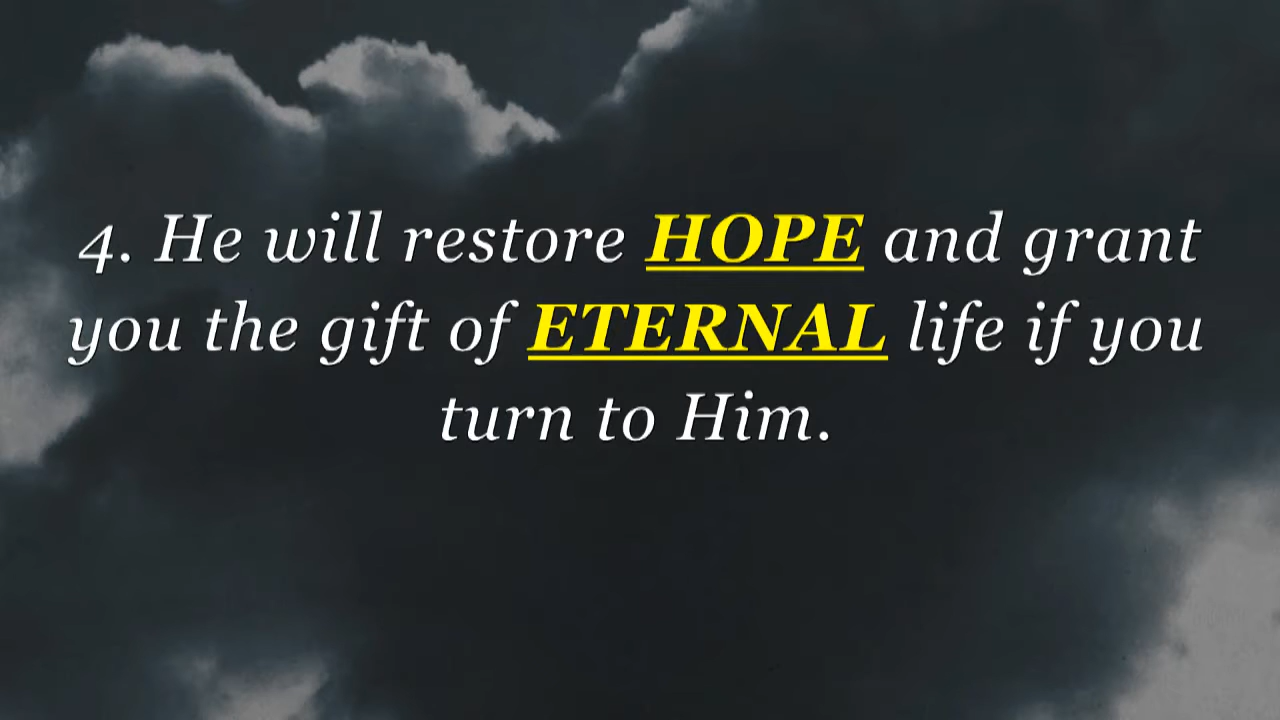 4. He will restore HOPE and grant
you the gift of ETERNAL life if you
turn to Him.